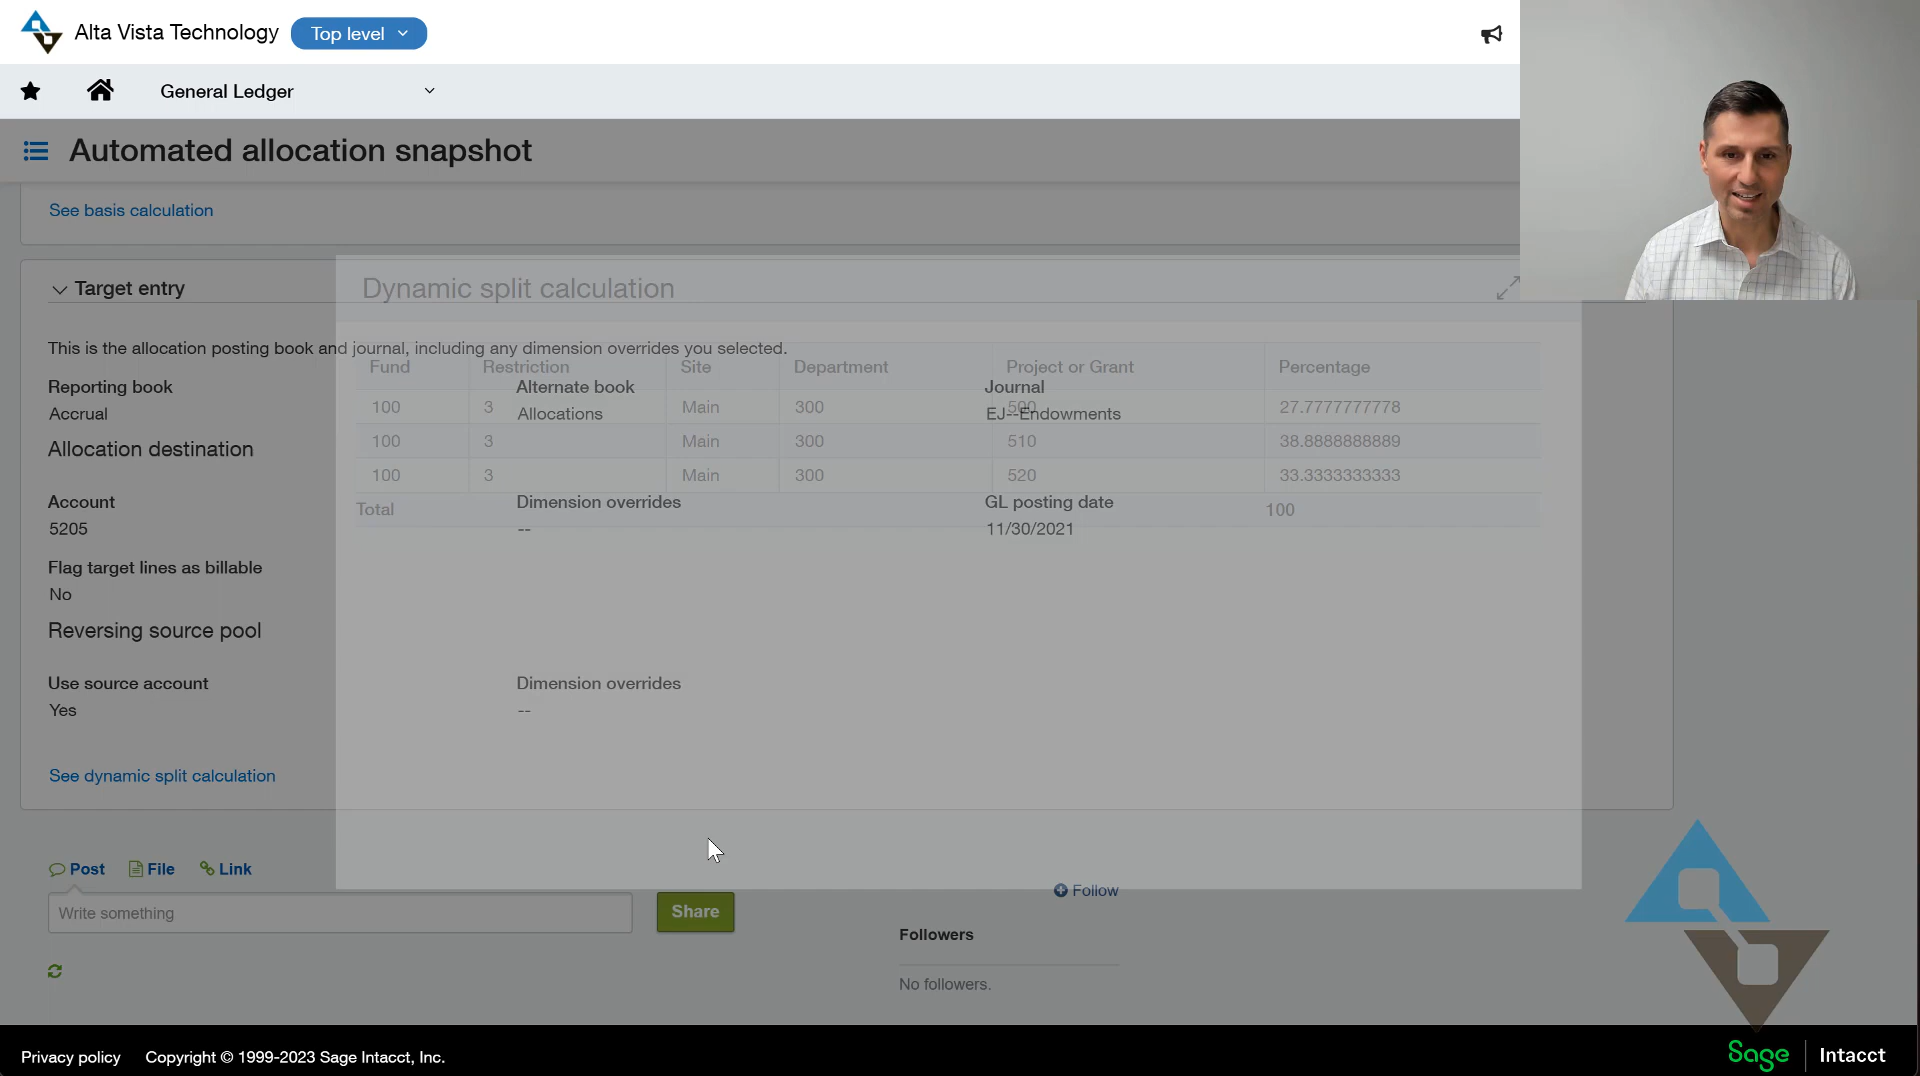 Alta Vista Technology
Top level
General Ledger
Automated allocation snapshot
See basis calculation
Target entry
Dynamic split calculation
This is the allocation posting book and journal, including any dimension overrides you selected.
Fund Restriction Site Department Project or Grant Percentage
Reporting book Alternate book Journal
100 3 Main 300 500 27.7777777778
Accrual Allocations EJ--Endowments
100 3 Main 300 510 38.8888888889
Allocation destination
100 3 Main 300 520 33.3333333333
Account Dimension overrides GL posting date
Total 100
5205 -- 11/30/2021
Flag target lines as billable
No
Reversing source pool
Use source account Dimension overrides
Yes --
See dynamic split calculation
Post File Link
Write something Share
Follow
Followers
No followers.
Privacy policy Copyright © 1999-2023 Sage Intacct, Inc.
Sage Intacct